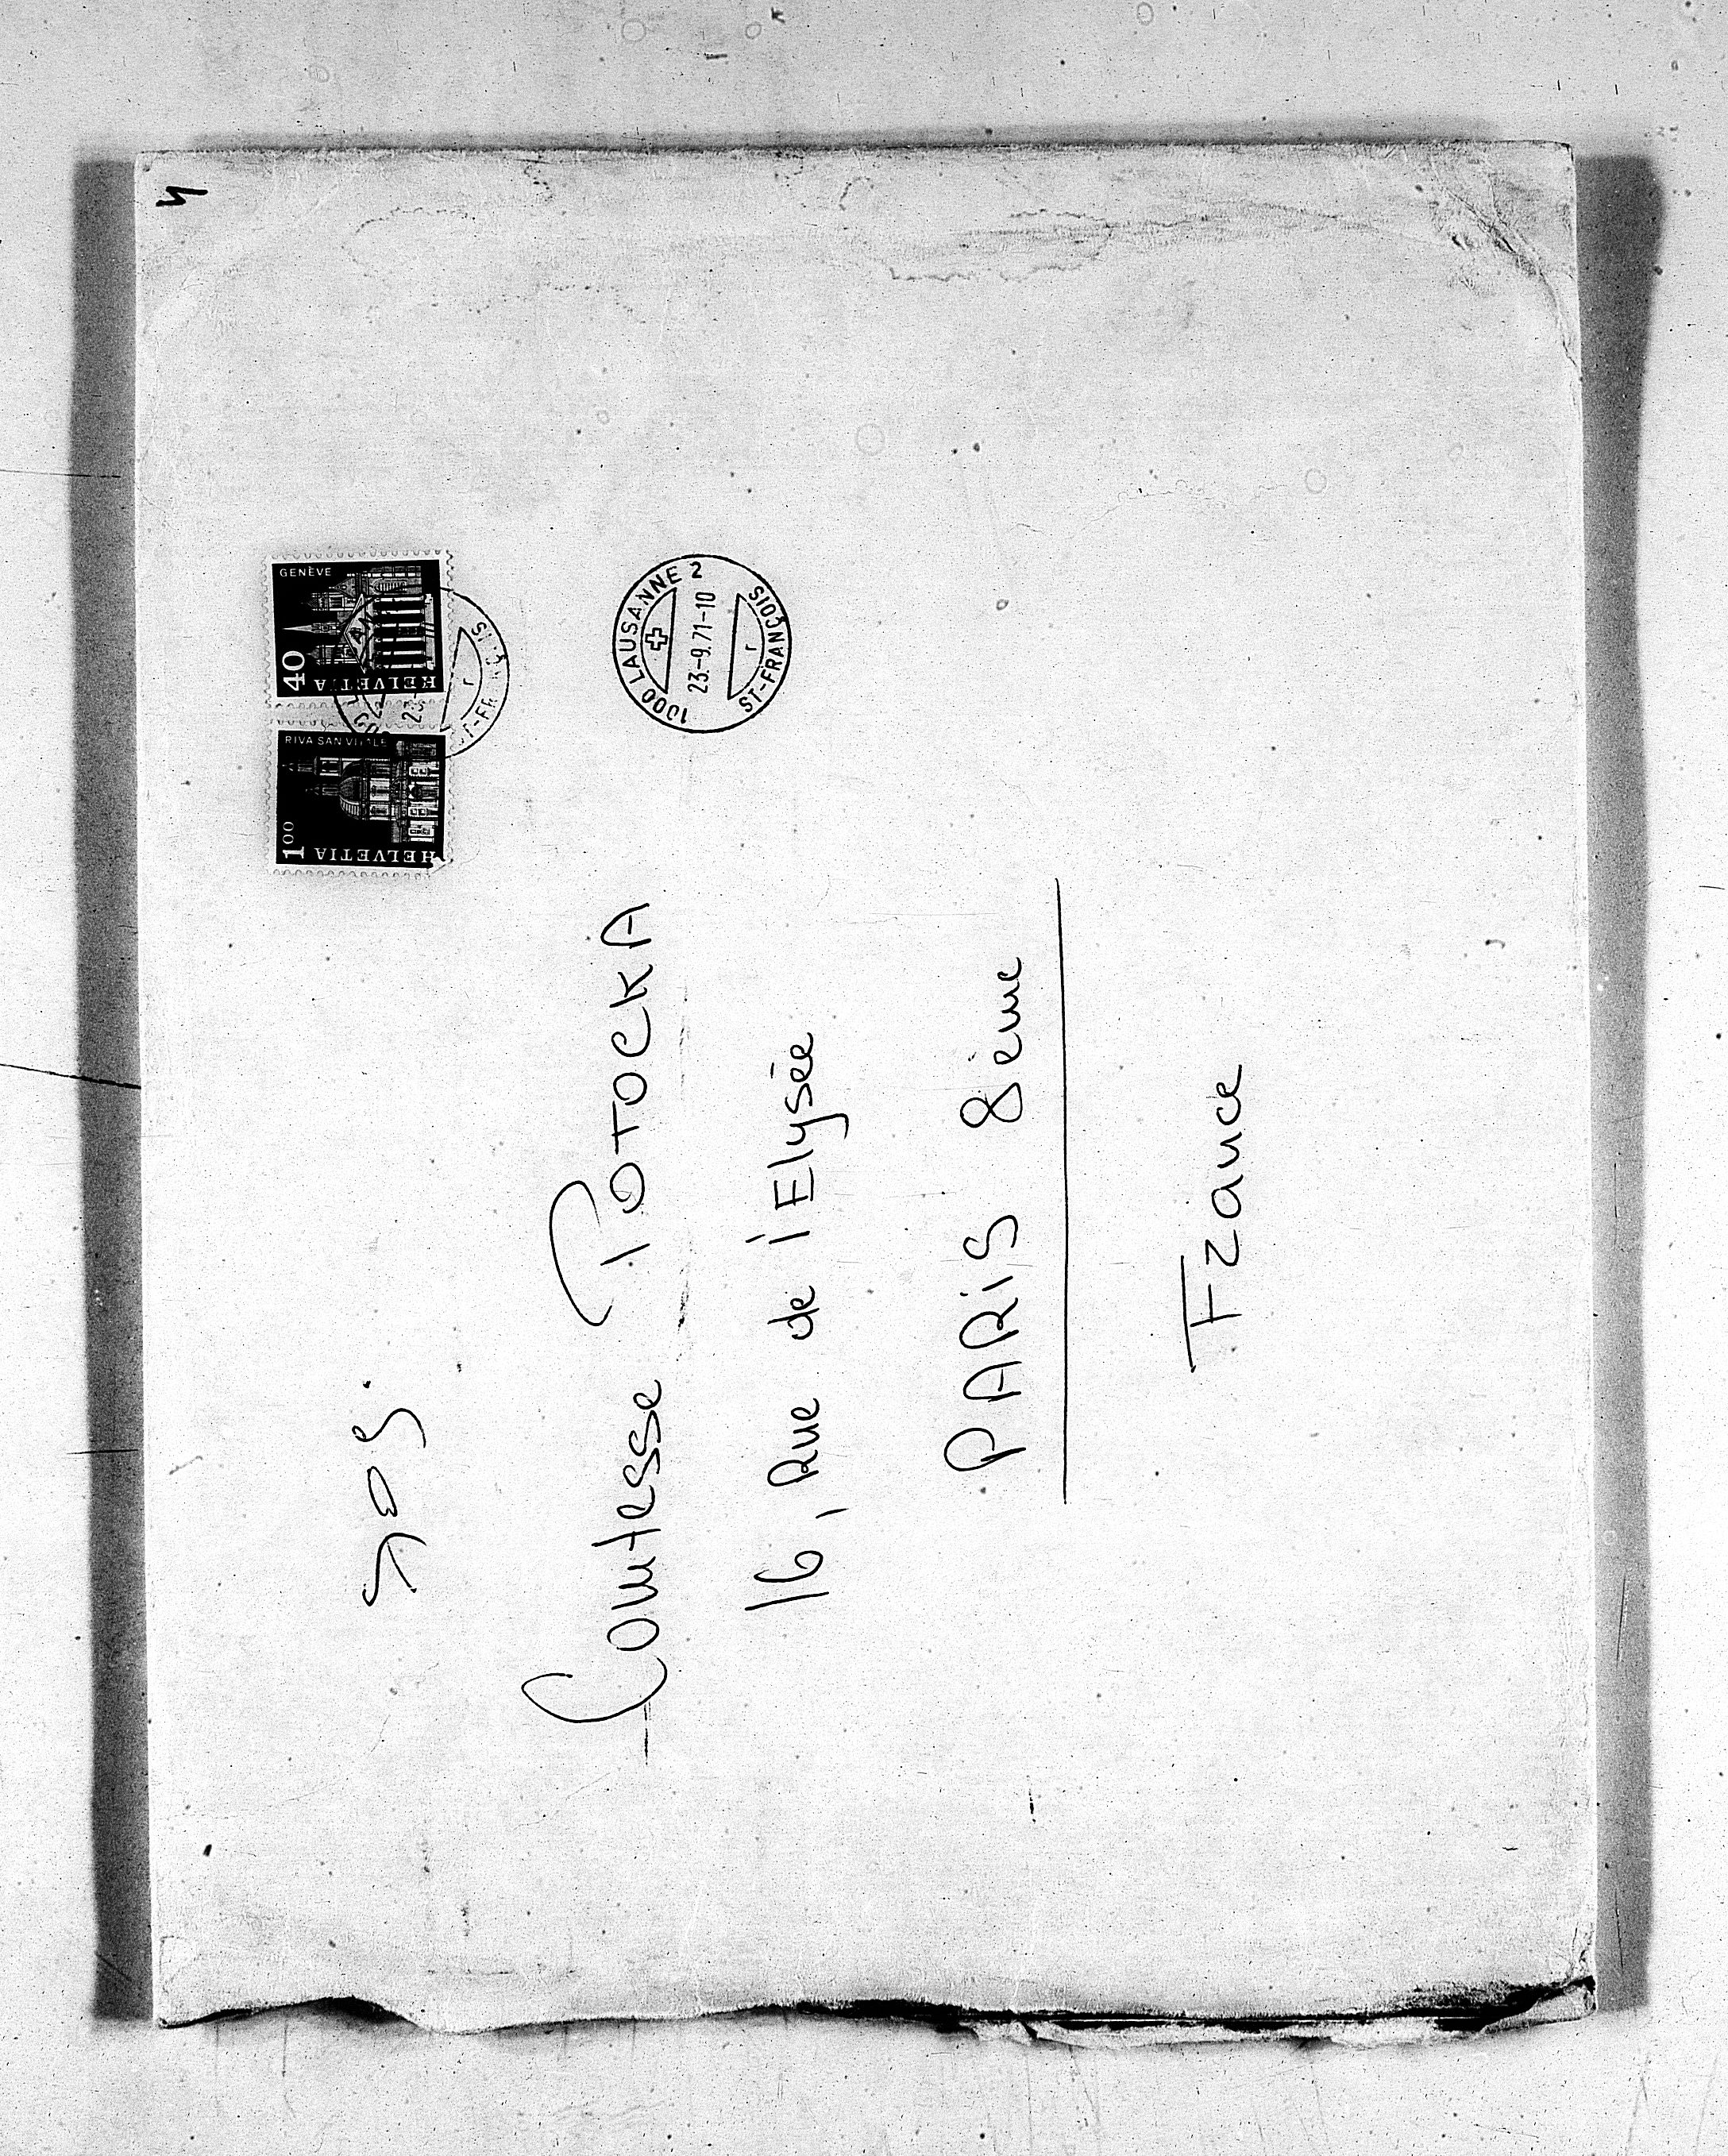 GENÈVE
40
HELVETIA
RIVA SAN VITALE
1 00
HELVETIA
1000 LAUSANNE 2
23.-9.71-10
r
ST-FRANÇOIS
Comtesse POTOCKA
16, Rue de l'Elysée
PARIS 8ème
France